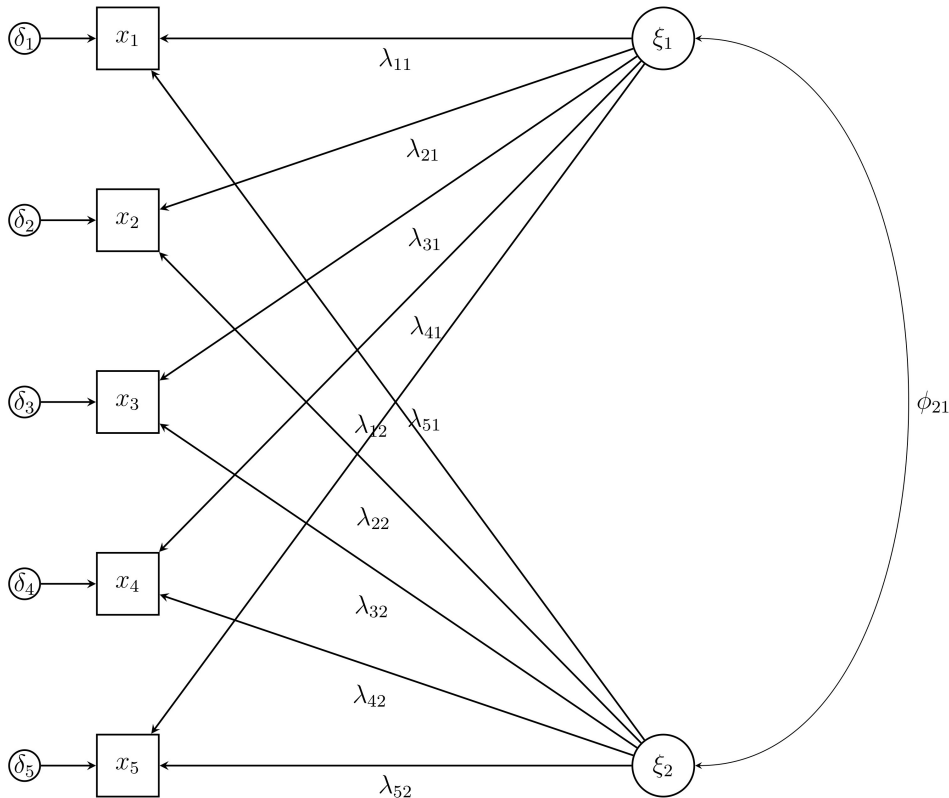 δ₁ x₁ λ₁₁ ξ₁
λ₂₁
δ₂ x₂
λ₃₁
λ₄₁
δ₃ x₃ ϕ₂₁
λ₁₂ λ₅₁
λ₂₂
δ₄ x₄
λ₃₂
λ₄₂
δ₅ x₅ λ₅₂ ξ₂